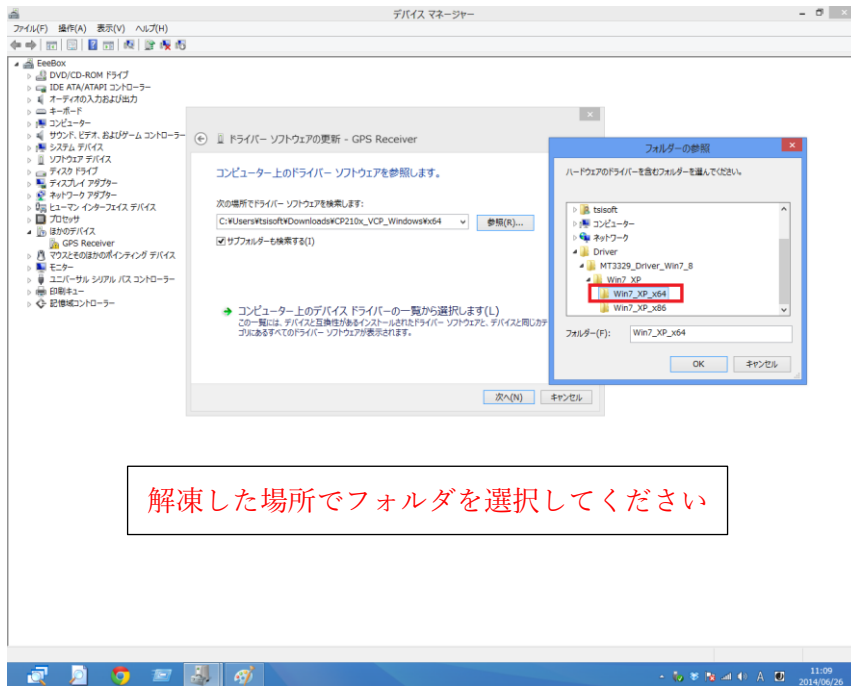 デバイス マネージャー
ファイル(F) 操作(A) 表示(V) ヘルプ(H)
EeeBox
DVD/CD-ROM ドライブ
IDE ATA/ATAPI コントローラー
オーディオの入力および出力
キーボード
コンピューター
サウンド、ビデオ、およびゲーム コントローラー
システム デバイス
ソフトウェア デバイス
ディスク ドライブ
ディスプレイ アダプター
ネットワーク アダプター
ヒューマン インターフェイス デバイス
プロセッサ
ほかのデバイス
GPS Receiver
マウスとそのほかのポインティング デバイス
モニター
ユニバーサル シリアル バス コントローラー
印刷キュー
記憶域コントローラー
ドライバー ソフトウェアの更新 - GPS Receiver
コンピューター上のドライバー ソフトウェアを参照します。
次の場所でドライバー ソフトウェアを検索します:
C:¥Users¥tsisoft¥Downloads¥CP210x_VCP_Windows¥x64
参照(R)...
サブフォルダーも検索する(I)
コンピューター上のデバイス ドライバーの一覧から選択します(L)
この一覧には、デバイスと互換性があるインストールされたドライバー ソフトウェアと、デバイスと同じカテ
ゴリにあるすべてのドライバー ソフトウェアが表示されます。
次へ(N) キャンセル
フォルダーの参照
ハードウェアのドライバーを含むフォルダーを選んでください。
tsisoft
コンピューター
ネットワーク
Driver
MT3329_Driver_Win7_8
Win7_XP
Win7_XP_x64
Win7_XP_x86
フォルダー(F): Win7_XP_x64
OK キャンセル
解凍した場所でフォルダを選択してください
A 11:09
2014/06/26